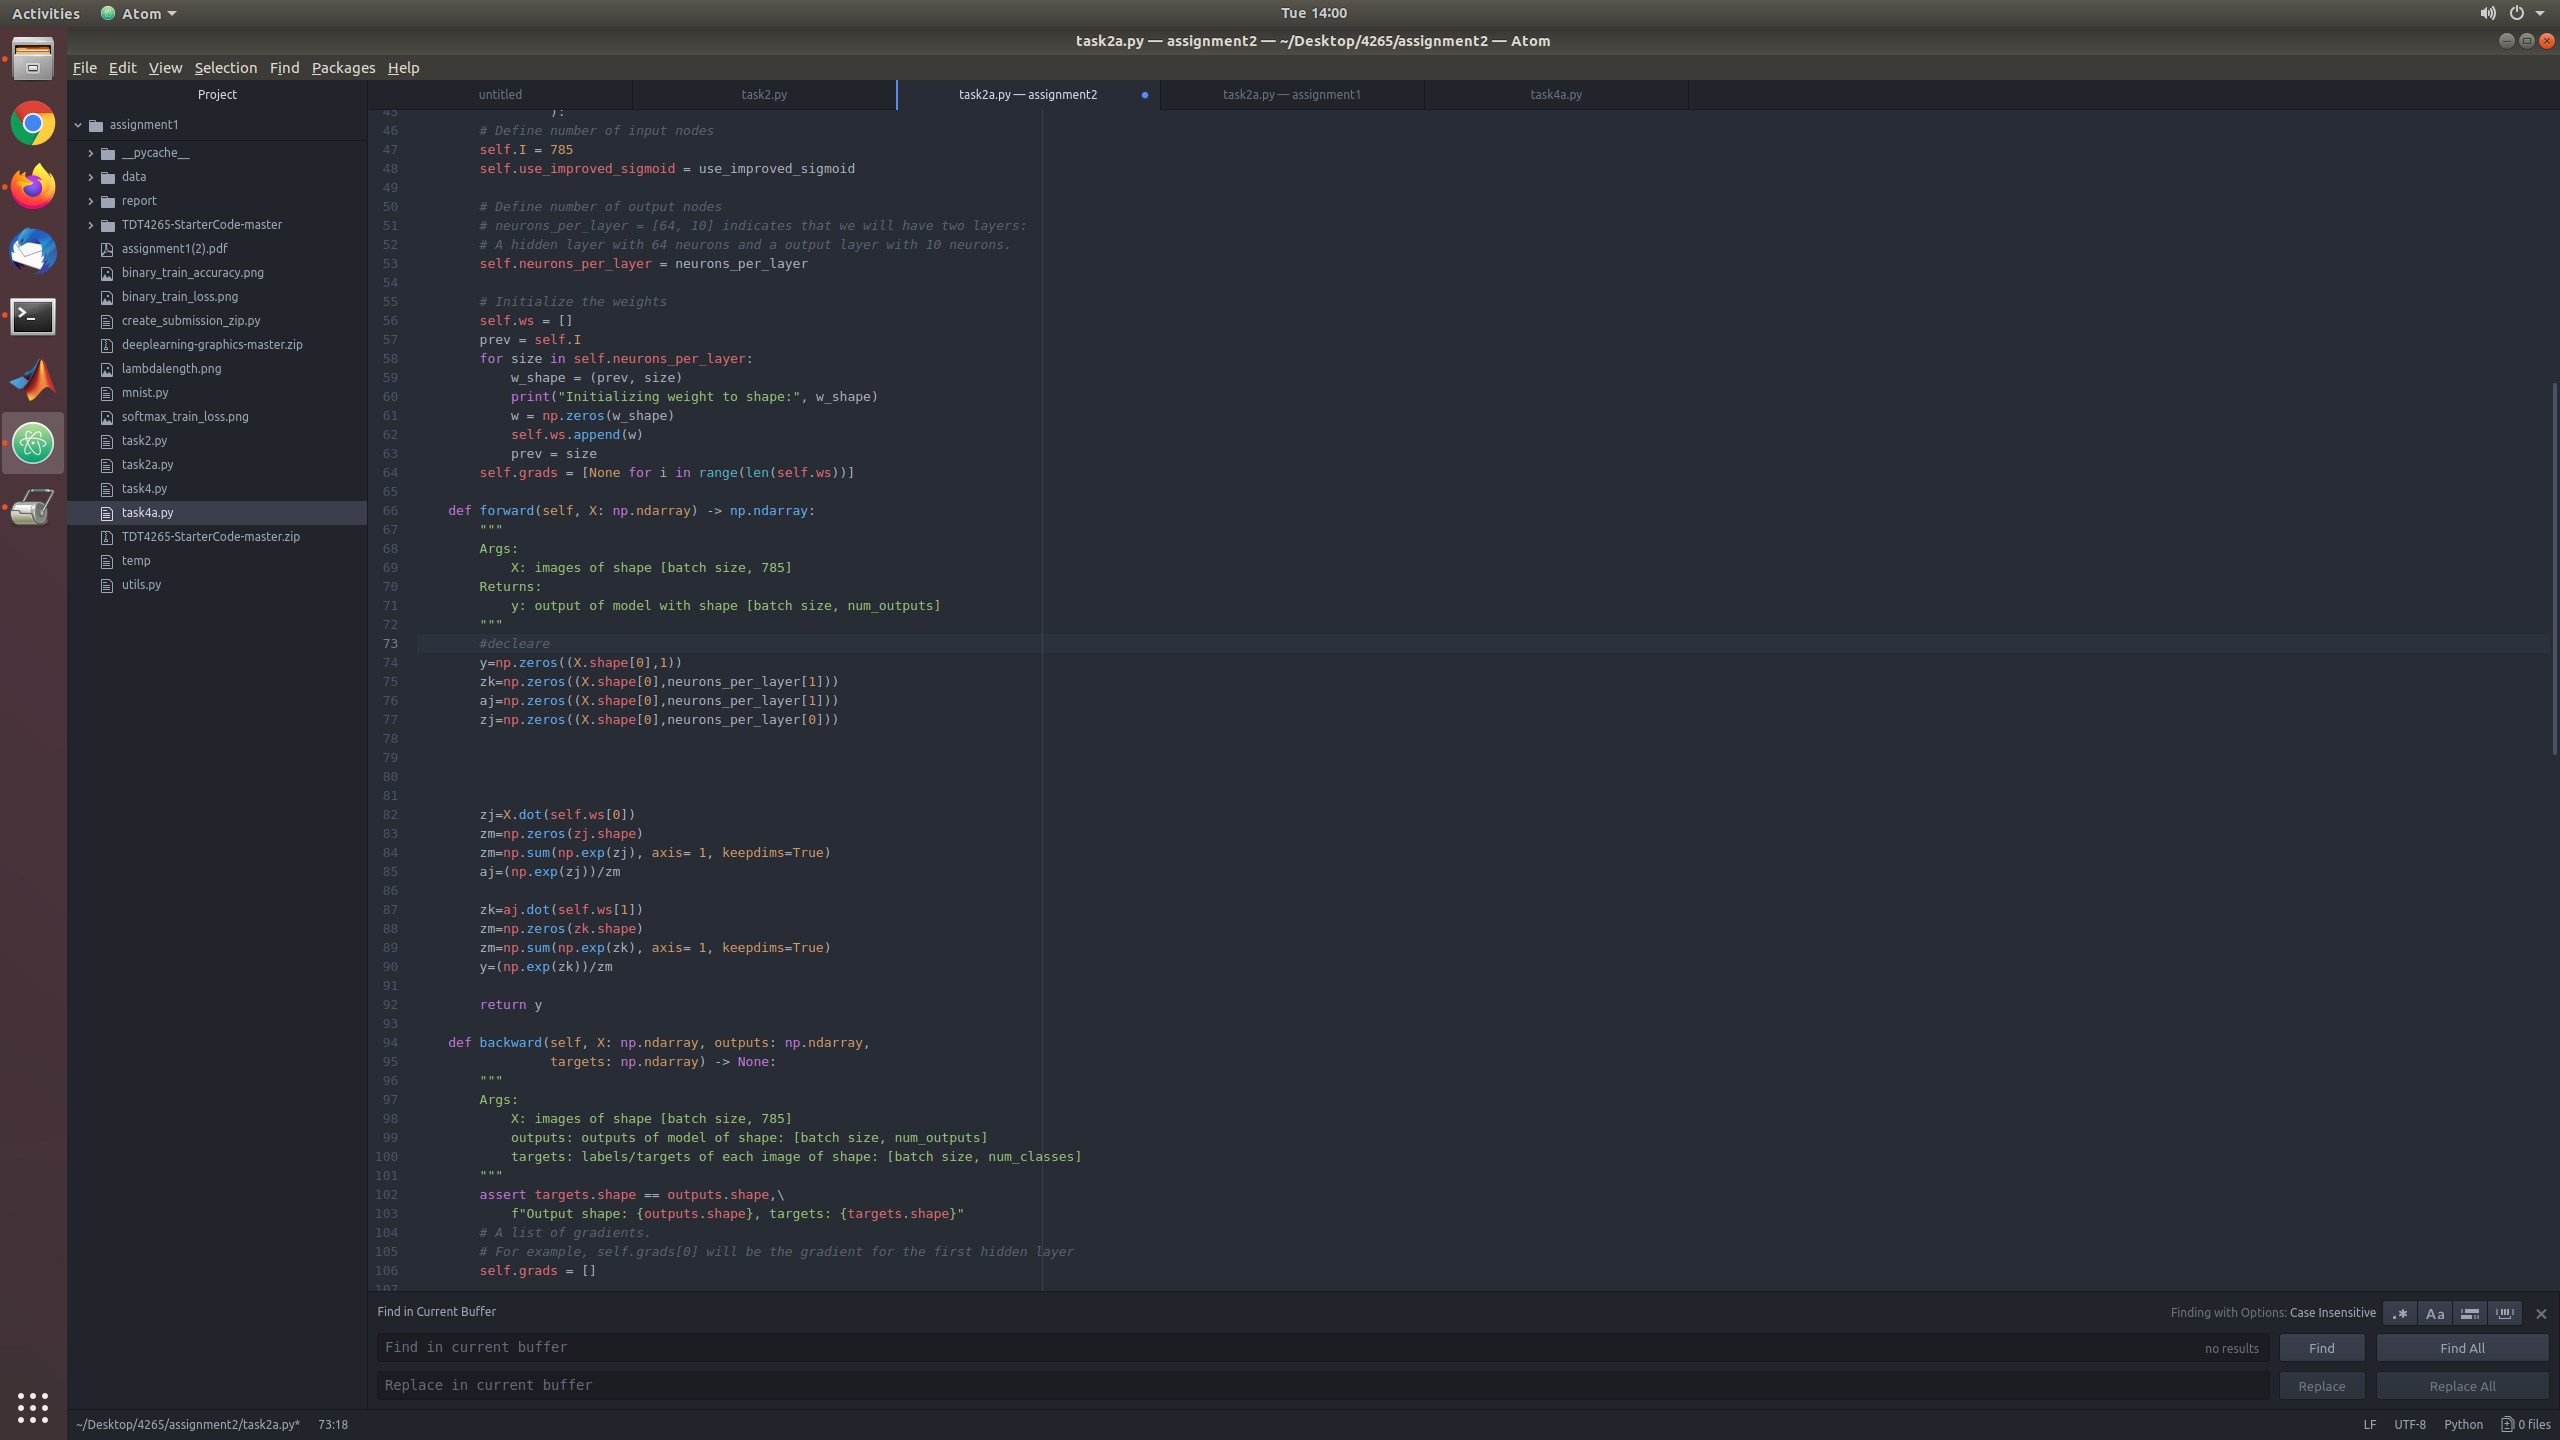 Activities
Atom
Tue 14:00
task2a.py — assignment2 — ~/Desktop/4265/assignment2 — Atom
File Edit View Selection Find Packages Help
Project
untitled
task2.py
task2a.py — assignment2
task2a.py — assignment1
task4a.py
assignment1
__pycache__
data
report
TDT4265-StarterCode-master
assignment1(2).pdf
binary_train_accuracy.png
binary_train_loss.png
create_submission_zip.py
deeplearning-graphics-master.zip
lambdalength.png
mnist.py
softmax_train_loss.png
task2.py
task2a.py
task4.py
task4a.py
TDT4265-StarterCode-master.zip
temp
utils.py
45 ):
46 # Define number of input nodes
47 self.I = 785
48 self.use_improved_sigmoid = use_improved_sigmoid
49
50 # Define number of output nodes
51 # neurons_per_layer = [64, 10] indicates that we will have two layers:
52 # A hidden layer with 64 neurons and a output layer with 10 neurons.
53 self.neurons_per_layer = neurons_per_layer
54
55 # Initialize the weights
56 self.ws = []
57 prev = self.I
58 for size in self.neurons_per_layer:
59 w_shape = (prev, size)
60 print("Initializing weight to shape:", w_shape)
61 w = np.zeros(w_shape)
62 self.ws.append(w)
63 prev = size
64 self.grads = [None for i in range(len(self.ws))]
65
66 def forward(self, X: np.ndarray) -> np.ndarray:
67 """
68 Args:
69 X: images of shape [batch size, 785]
70 Returns:
71 y: output of model with shape [batch size, num_outputs]
72 """
73 #decleare
74 y=np.zeros((X.shape[0],1))
75 zk=np.zeros((X.shape[0],neurons_per_layer[1]))
76 aj=np.zeros((X.shape[0],neurons_per_layer[1]))
77 zj=np.zeros((X.shape[0],neurons_per_layer[0]))
78
79
80
81
82 zj=X.dot(self.ws[0])
83 zm=np.zeros(zj.shape)
84 zm=np.sum(np.exp(zj), axis= 1, keepdims=True)
85 aj=(np.exp(zj))/zm
86
87 zk=aj.dot(self.ws[1])
88 zm=np.zeros(zk.shape)
89 zm=np.sum(np.exp(zk), axis= 1, keepdims=True)
90 y=(np.exp(zk))/zm
91
92 return y
93
94 def backward(self, X: np.ndarray, outputs: np.ndarray,
95 targets: np.ndarray) -> None:
96 """
97 Args:
98 X: images of shape [batch size, 785]
99 outputs: outputs of model of shape: [batch size, num_outputs]
100 targets: labels/targets of each image of shape: [batch size, num_classes]
101 """
102 assert targets.shape == outputs.shape,\
103 f"Output shape: {outputs.shape}, targets: {targets.shape}"
104 # A list of gradients.
105 # For example, self.grads[0] will be the gradient for the first hidden layer
106 self.grads = []
107
Find in Current Buffer
Finding with Options: Case Insensitive
.* Aa
Find in current buffer
no results
Find
Find All
Replace in current buffer
Replace
Replace All
~/Desktop/4265/assignment2/task2a.py* 73:18
LF UTF-8 Python 0 files